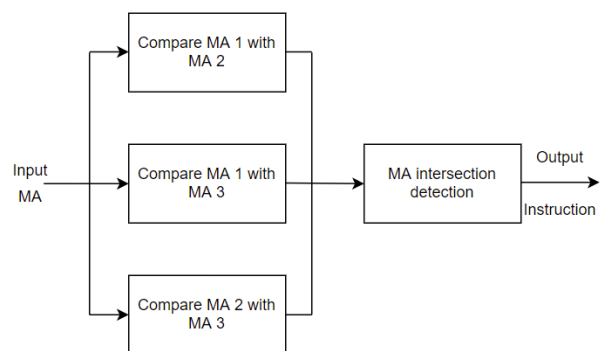 Compare MA 1 with
MA 2
Input
MA
Compare MA 1 with
MA 3
MA intersection
detection
Output
Instruction
Compare MA 2 with
MA 3